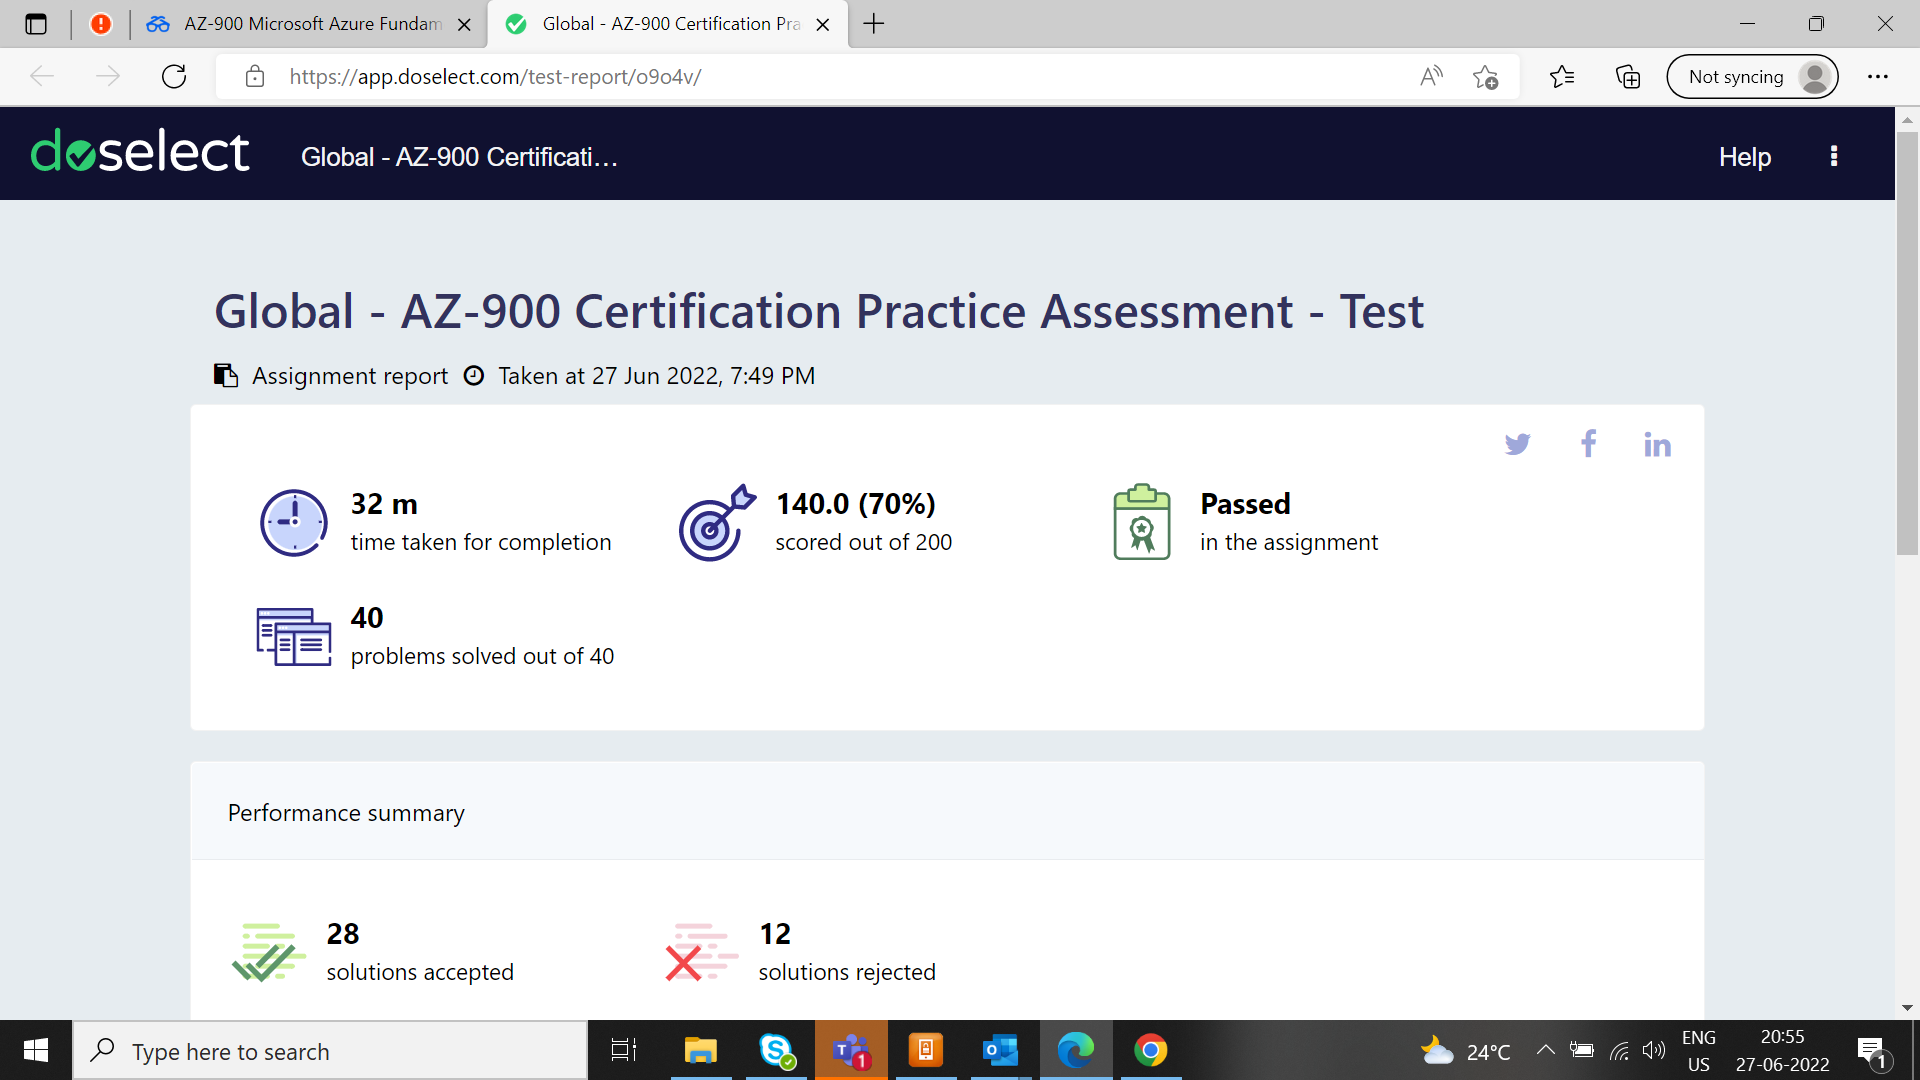 AZ-900 Microsoft Azure Fundam
Global - AZ-900 Certification Pra
https://app.doselect.com/test-report/o9o4v/
Not syncing
doselect
Global - AZ-900 Certificati...
Help
Global - AZ-900 Certification Practice Assessment - Test
Assignment report
Taken at 27 Jun 2022, 7:49 PM
32 m
time taken for completion
140.0 (70%)
scored out of 200
Passed
in the assignment
40
problems solved out of 40
Performance summary
28
solutions accepted
12
solutions rejected
Type here to search
1
24°C
ENG
US
20:55
27-06-2022
1